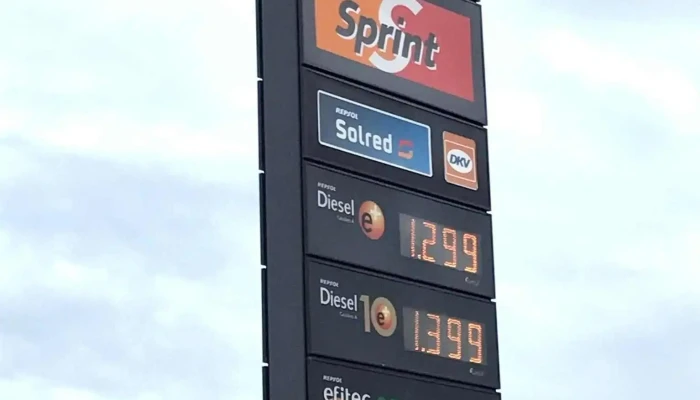 Sprint
REPSOL
Solred
DKV
REPSOL
Diesel e+
1.299
REPSOL
Diesel 10 e+
1.399
REPSOL
efitec